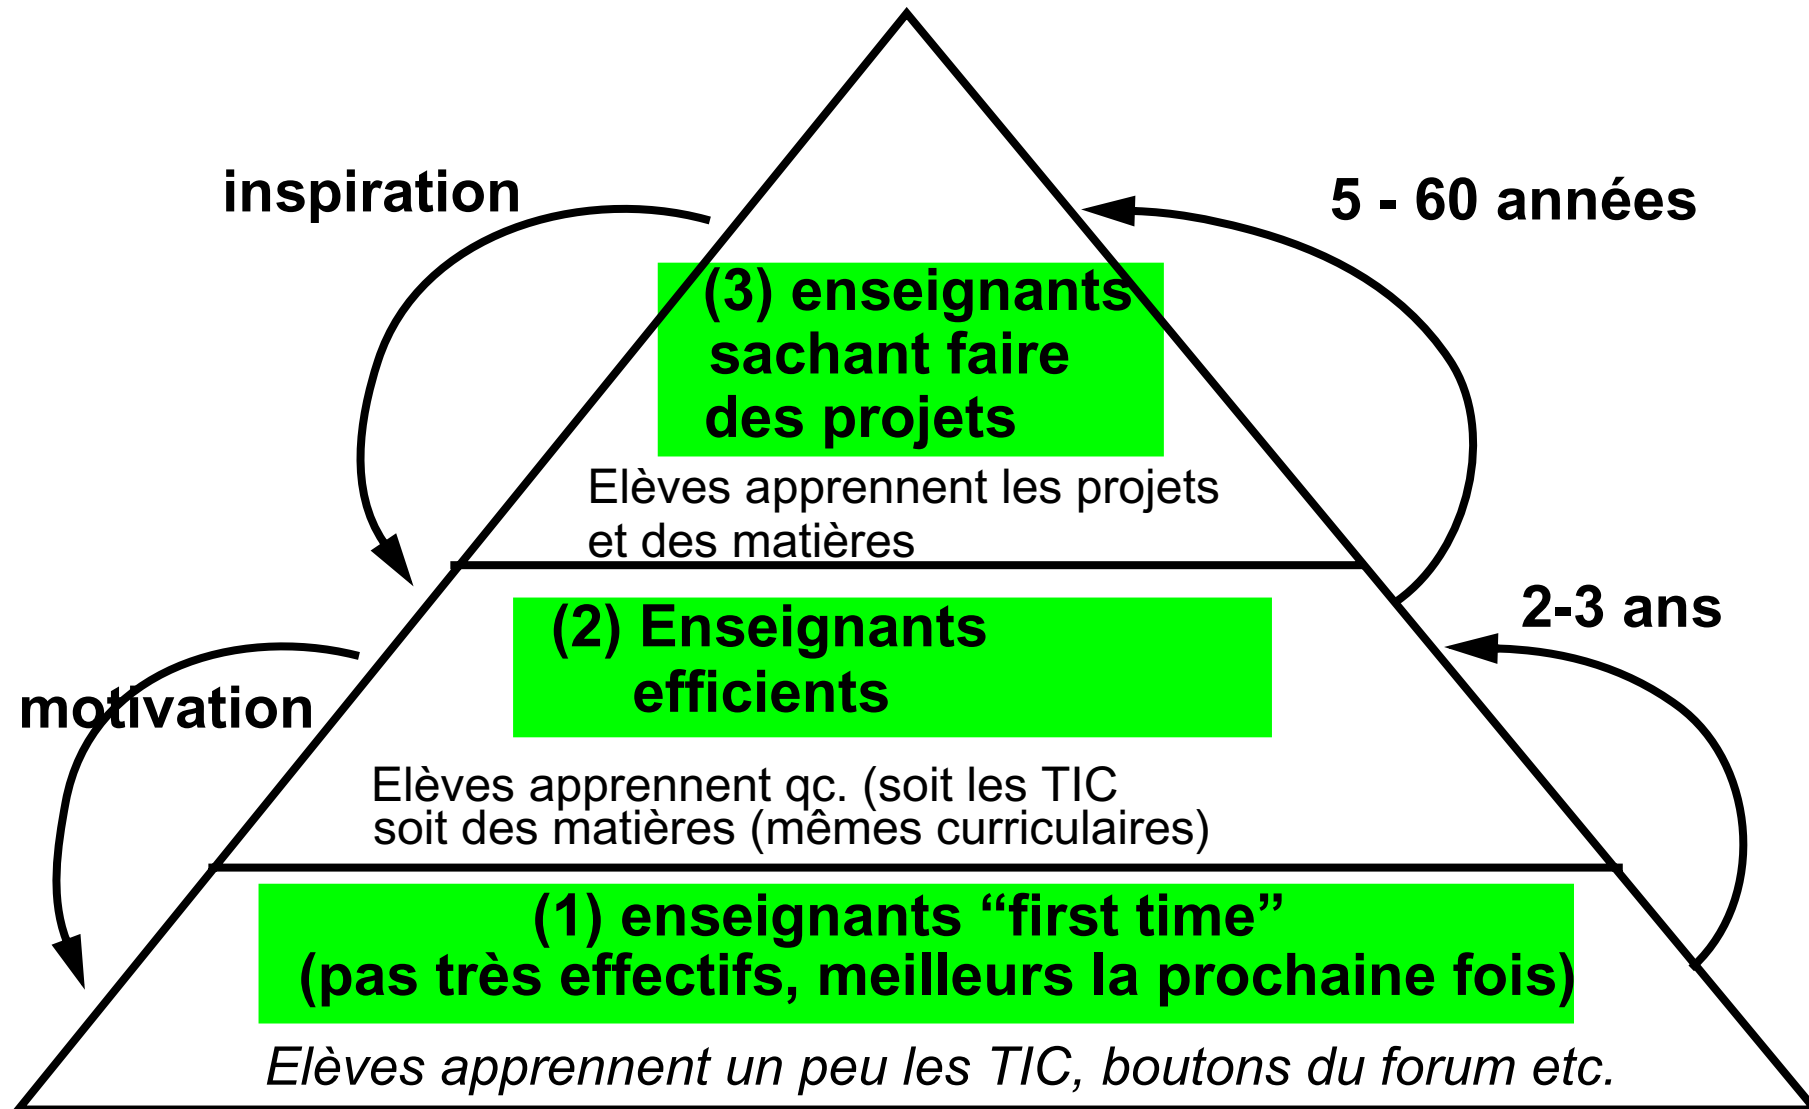 inspiration
5 - 60 années
(3) enseignants
sachant faire
des projets
Elèves apprennent les projets
et des matières
2-3 ans
(2) Enseignants
efficients
motivation
Elèves apprennent qc. (soit les TIC
soit des matières (mêmes curriculaires)
(1) enseignants “first time”
(pas très effectifs, meilleurs la prochaine fois)
Elèves apprennent un peu les TIC, boutons du forum etc.